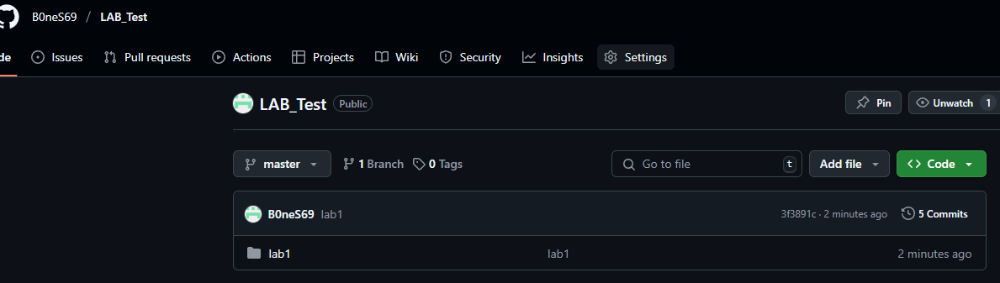 B0neS69 / LAB_Test
de Issues Pull requests Actions Projects Wiki Security Insights Settings
LAB_Test Public Pin Unwatch 1
master 1 Branch 0 Tags Go to file t Add file Code
B0neS69 lab1 3f3891c · 2 minutes ago 5 Commits
lab1 lab1 2 minutes ago